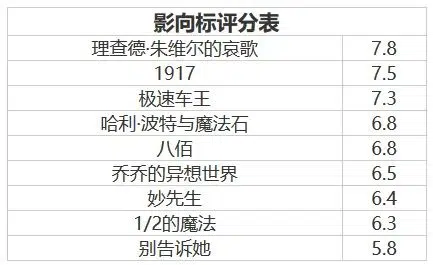 影向标评分表
理查德·朱维尔的哀歌 7.8
1917 7.5
极速车王 7.3
哈利·波特与魔法石 6.8
八佰 6.8
乔乔的异想世界 6.5
妙先生 6.4
1/2的魔法 6.3
别告诉她 5.8